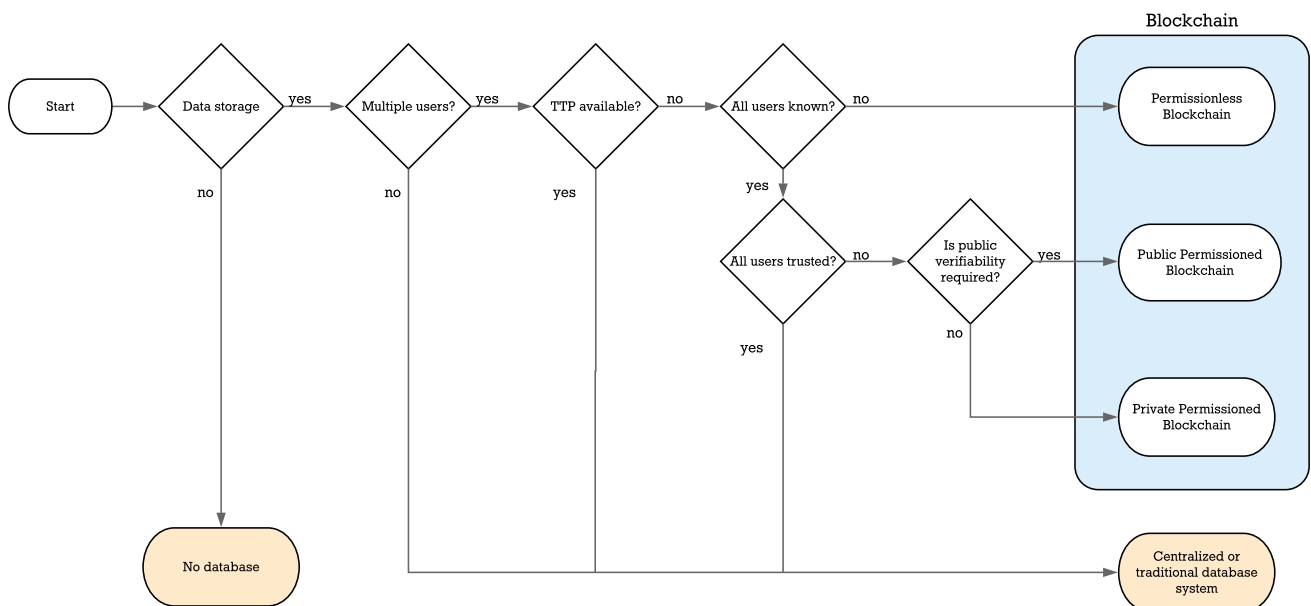 Blockchain
Start
Data storage
yes
Multiple users?
yes
TTP available?
no
All users known?
no
Permissionless
Blockchain
no
no
yes
yes
All users trusted?
no
Is public
verifiability
required?
yes
Public Permissioned
Blockchain
yes
no
Private Permissioned
Blockchain
No database
Centralized or
traditional database
system